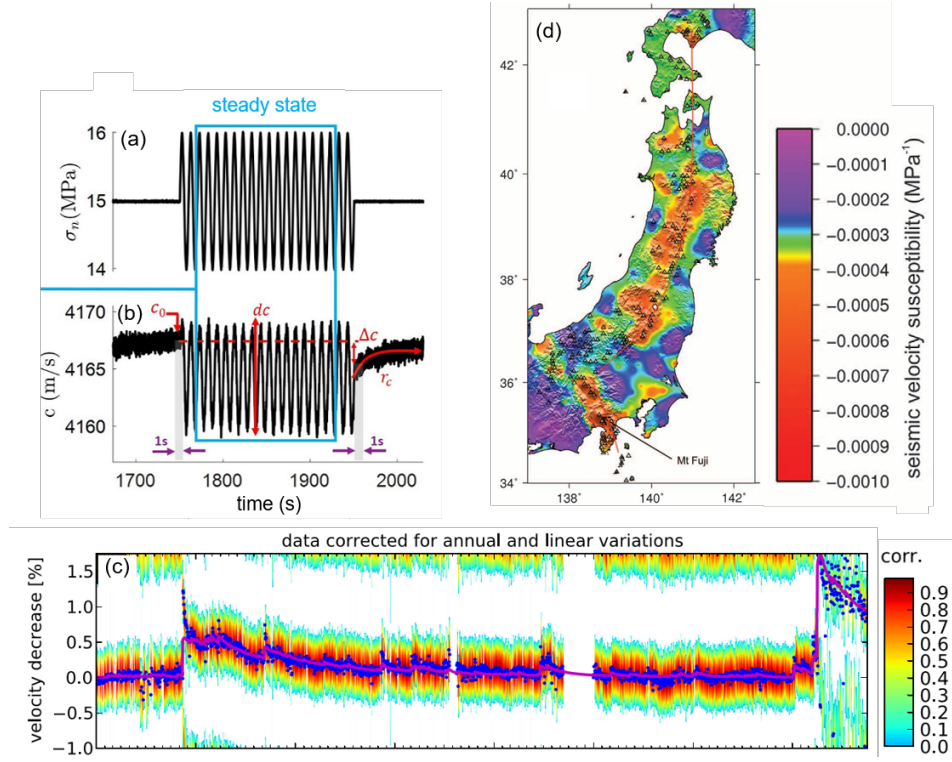 steady state
(a)
σn(MPa)
16
15
14
(b)
c0
dc
Δc
rc
c (m/s)
4170
4165
4160
1s
1s
1700
1800
1900
2000
time (s)
(d)
42˚
40˚
38˚
36˚
34˚
138˚
140˚
142˚
Mt Fuji
0.0000
−0.0001
−0.0002
−0.0003
−0.0004
−0.0005
−0.0006
−0.0007
−0.0008
−0.0009
−0.0010
seismic velocity susceptibility (MPa⁻¹)
data corrected for annual and linear variations
(c)
velocity decrease [%]
1.5
1.0
0.5
0.0
−0.5
−1.0
corr.
0.9
0.8
0.7
0.6
0.5
0.4
0.3
0.2
0.1
0.0